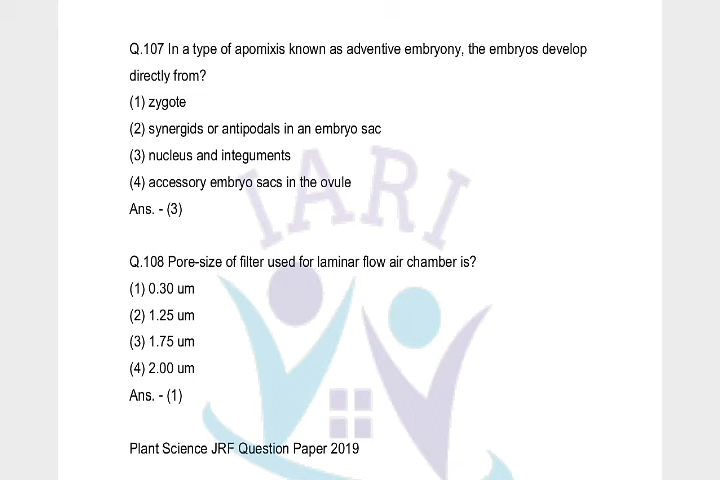 Q.107 In a type of apomixis known as adventive embryony, the embryos develop
directly from?
(1) zygote
(2) synergids or antipodals in an embryo sac
(3) nucleus and integuments
(4) accessory embryo sacs in the ovule
Ans. - (3)
IARI
Q.108 Pore-size of filter used for laminar flow air chamber is?
(1) 0.30 um
(2) 1.25 um
(3) 1.75 um
(4) 2.00 um
Ans. - (1)
Plant Science JRF Question Paper 2019